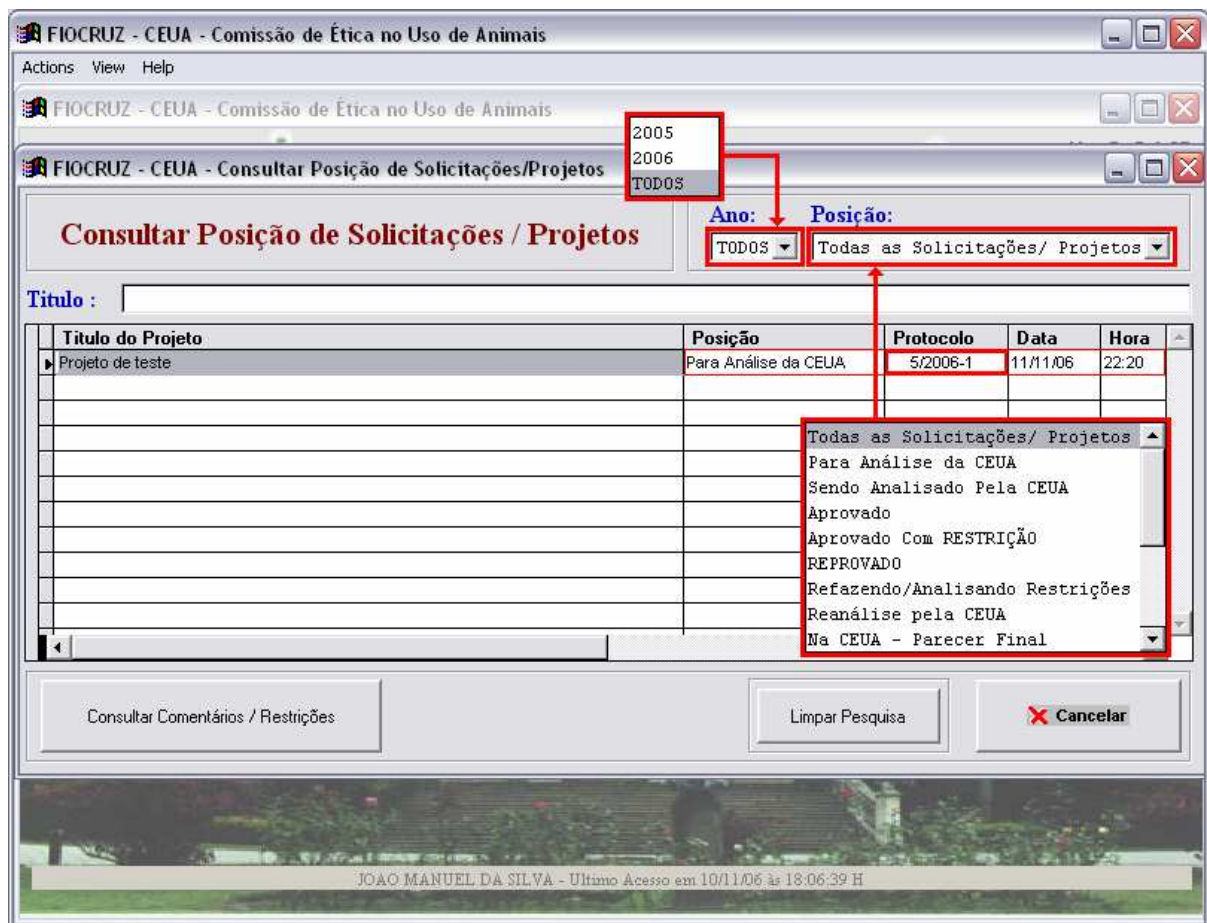 FIOCRUZ - CEUA - Comissão de Ética no Uso de Animais
Actions View Help
FIOCRUZ - CEUA - Comissão de Ética no Uso de Animais
2005
2006
TODOS
FIOCRUZ - CEUA - Consultar Posição de Solicitações/Projetos
Consultar Posição de Solicitações / Projetos
Ano: Posição:
TODOS Todas as Solicitações/ Projetos
Titulo :
Titulo do Projeto Posição Protocolo Data Hora
Projeto de teste Para Análise da CEUA 5/2006-1 11/11/06 22:20
Todas as Solicitações/ Projetos
Para Análise da CEUA
Sendo Analisado Pela CEUA
Aprovado
Aprovado Com RESTRIÇÃO
REPROVADO
Refazendo/Analisando Restrições
Reanálise pela CEUA
Na CEUA - Parecer Final
Consultar Comentários / Restrições Limpar Pesquisa Cancelar
JOAO MANUEL DA SILVA - Ultimo Acesso em 10/11/06 às 18:06:39 H